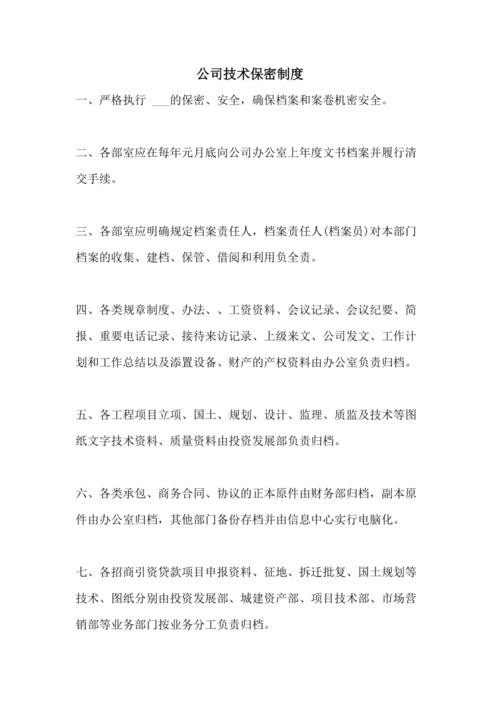 公司技术保密制度
一、严格执行 ___的保密、安全，确保档案和案卷机密安全。
二、各部室应在每年元月底向公司办公室上年度文书档案并履行清
交手续。
三、各部室应明确规定档案责任人，档案责任人(档案员)对本部门
档案的收集、建档、保管、借阅和利用负全责。
四、各类规章制度、办法、、工资资料、会议记录、会议纪要、简
报、重要电话记录、接待来访记录、上级来文、公司发文、工作计
划和工作总结以及添置设备、财产的产权资料由办公室负责归档。
五、各工程项目立项、国土、规划、设计、监理、质监及技术等图
纸文字技术资料、质量资料由投资发展部负责归档。
六、各类承包、商务合同、协议的正本原件由财务部归档，副本原
件由办公室归档，其他部门备份存档并由信息中心实行电脑化。
七、各招商引资贷款项目申报资料、征地、拆迁批复、国土规划等
技术、图纸分别由投资发展部、城建资产部、项目技术部、市场营
销部等业务部门按业务分工负责归档。